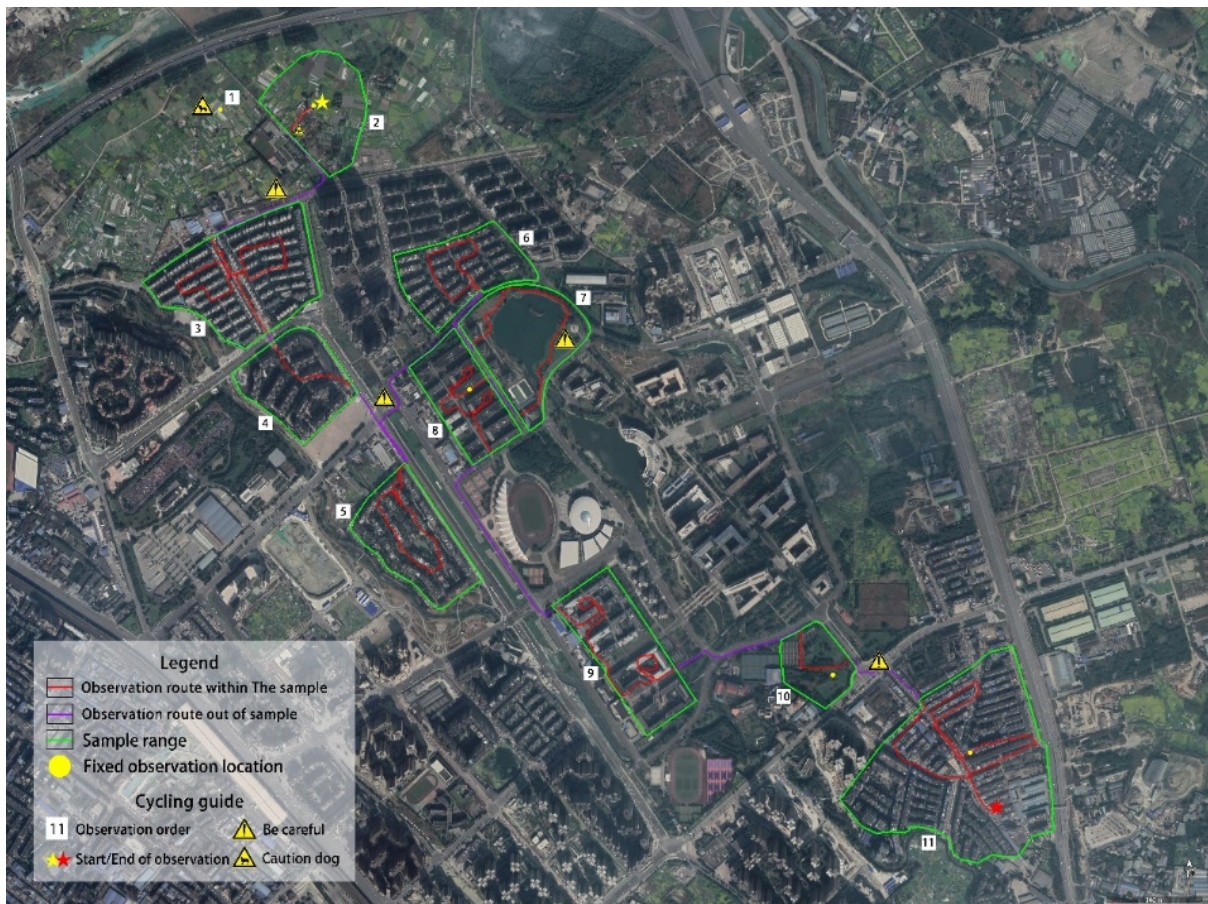 1
2
6
7
3
4
8
5
9
10
11
Legend
Observation route within The sample
Observation route out of sample
Sample range
Fixed observation location
Cycling guide
11 Observation order
Be careful
Start/End of observation
Caution dog